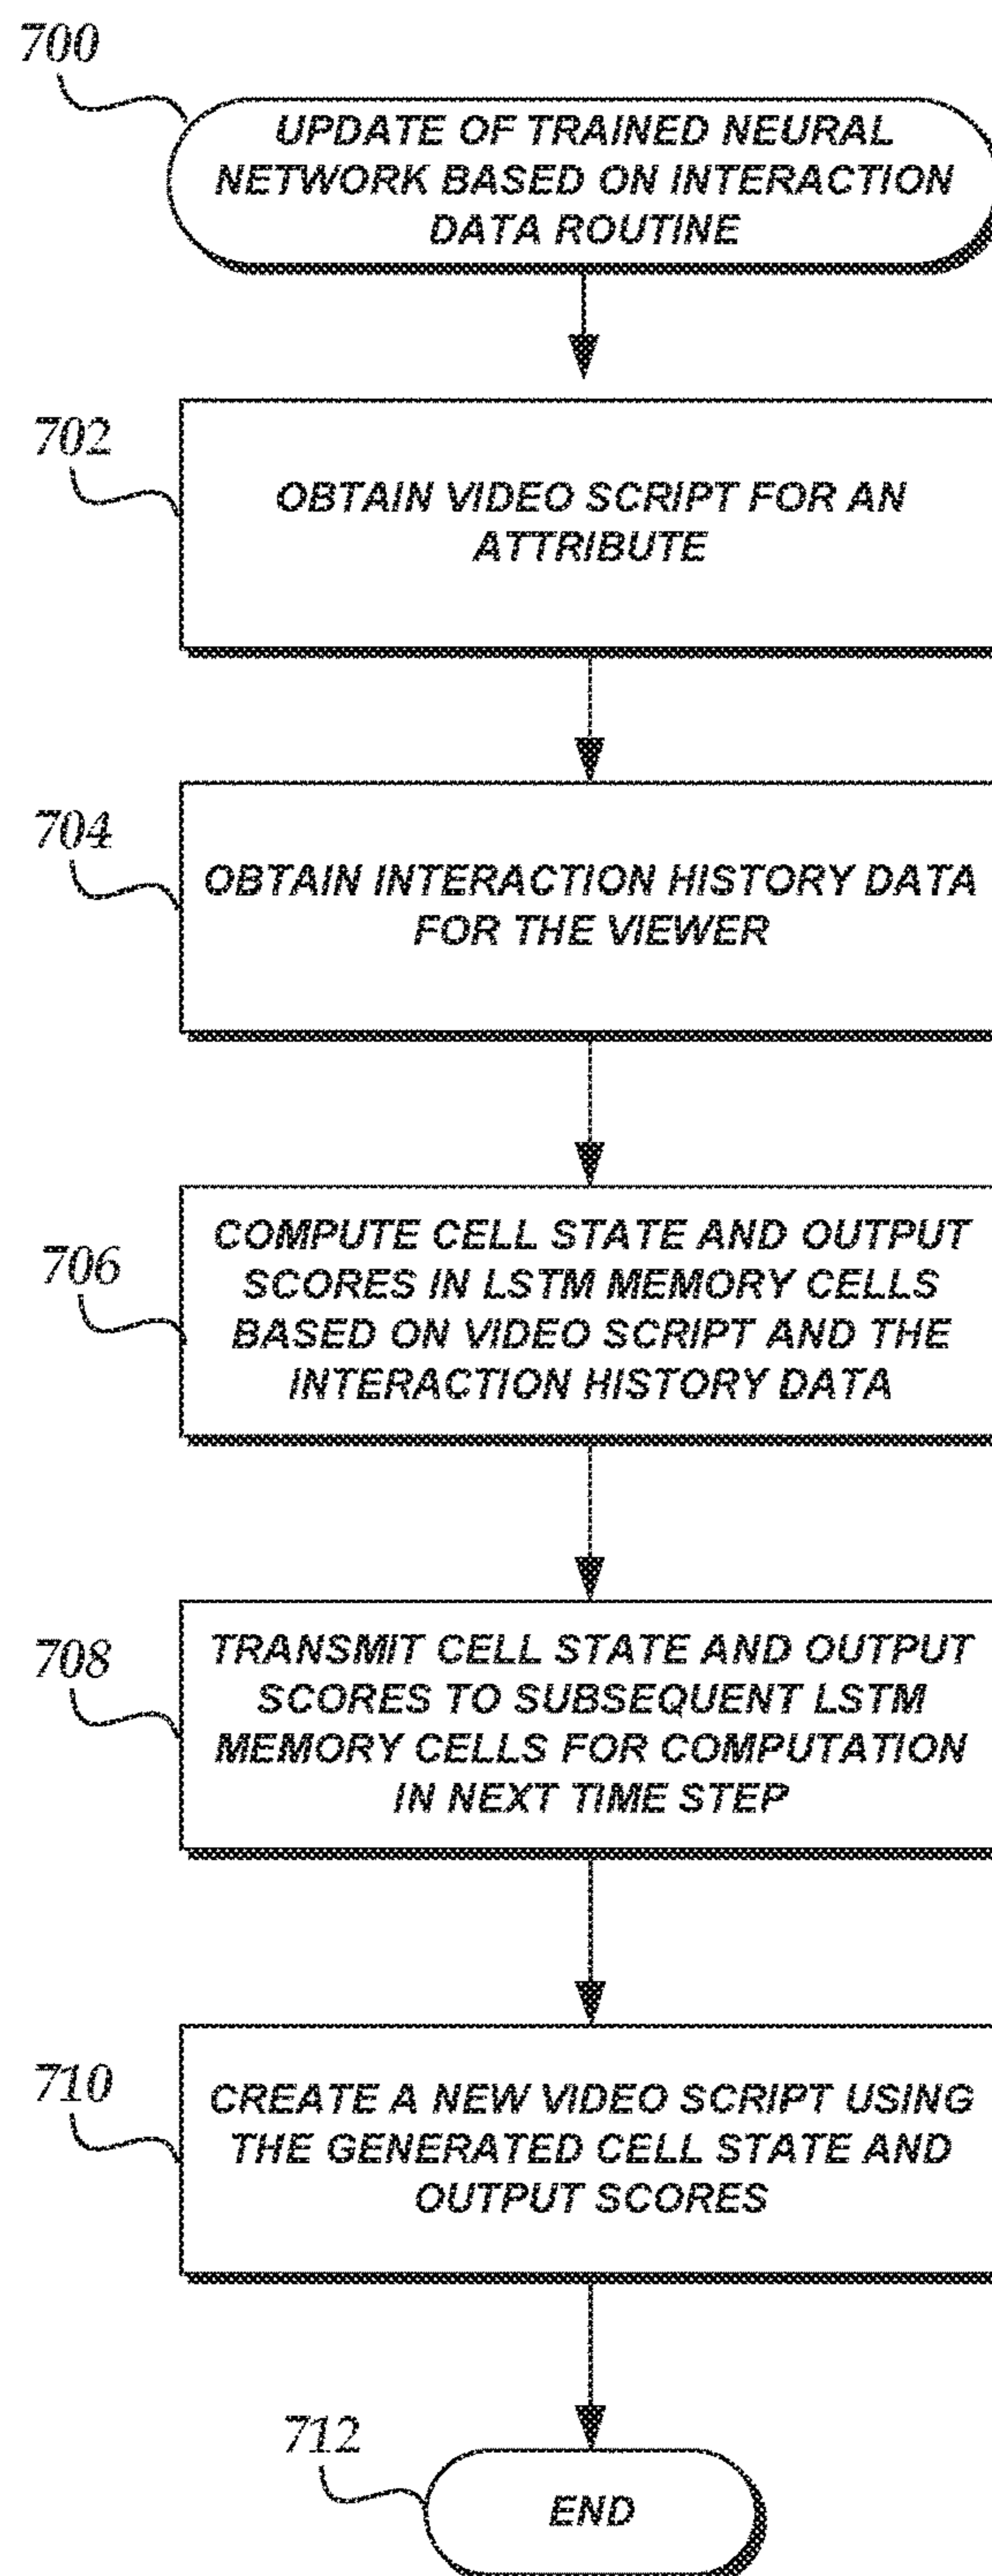 700
UPDATE OF TRAINED NEURAL
NETWORK BASED ON INTERACTION
DATA ROUTINE
702
OBTAIN VIDEO SCRIPT FOR AN
ATTRIBUTE
704
OBTAIN INTERACTION HISTORY DATA
FOR THE VIEWER
706
COMPUTE CELL STATE AND OUTPUT
SCORES IN LSTM MEMORY CELLS
BASED ON VIDEO SCRIPT AND THE
INTERACTION HISTORY DATA
708
TRANSMIT CELL STATE AND OUTPUT
SCORES TO SUBSEQUENT LSTM
MEMORY CELLS FOR COMPUTATION
IN NEXT TIME STEP
710
CREATE A NEW VIDEO SCRIPT USING
THE GENERATED CELL STATE AND
OUTPUT SCORES
712
END